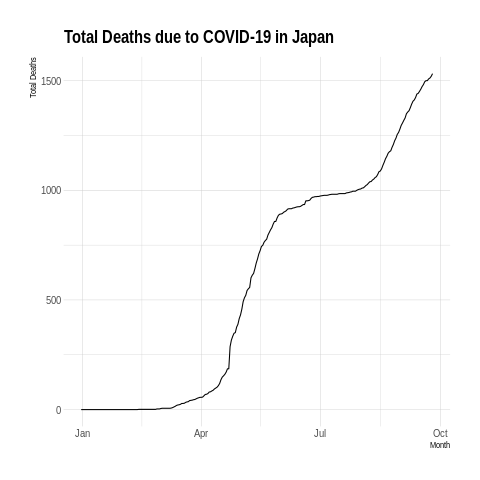 Total Deaths due to COVID-19 in Japan
Total Deaths
1500
1000
500
0
Jan Apr Jul Oct
Month